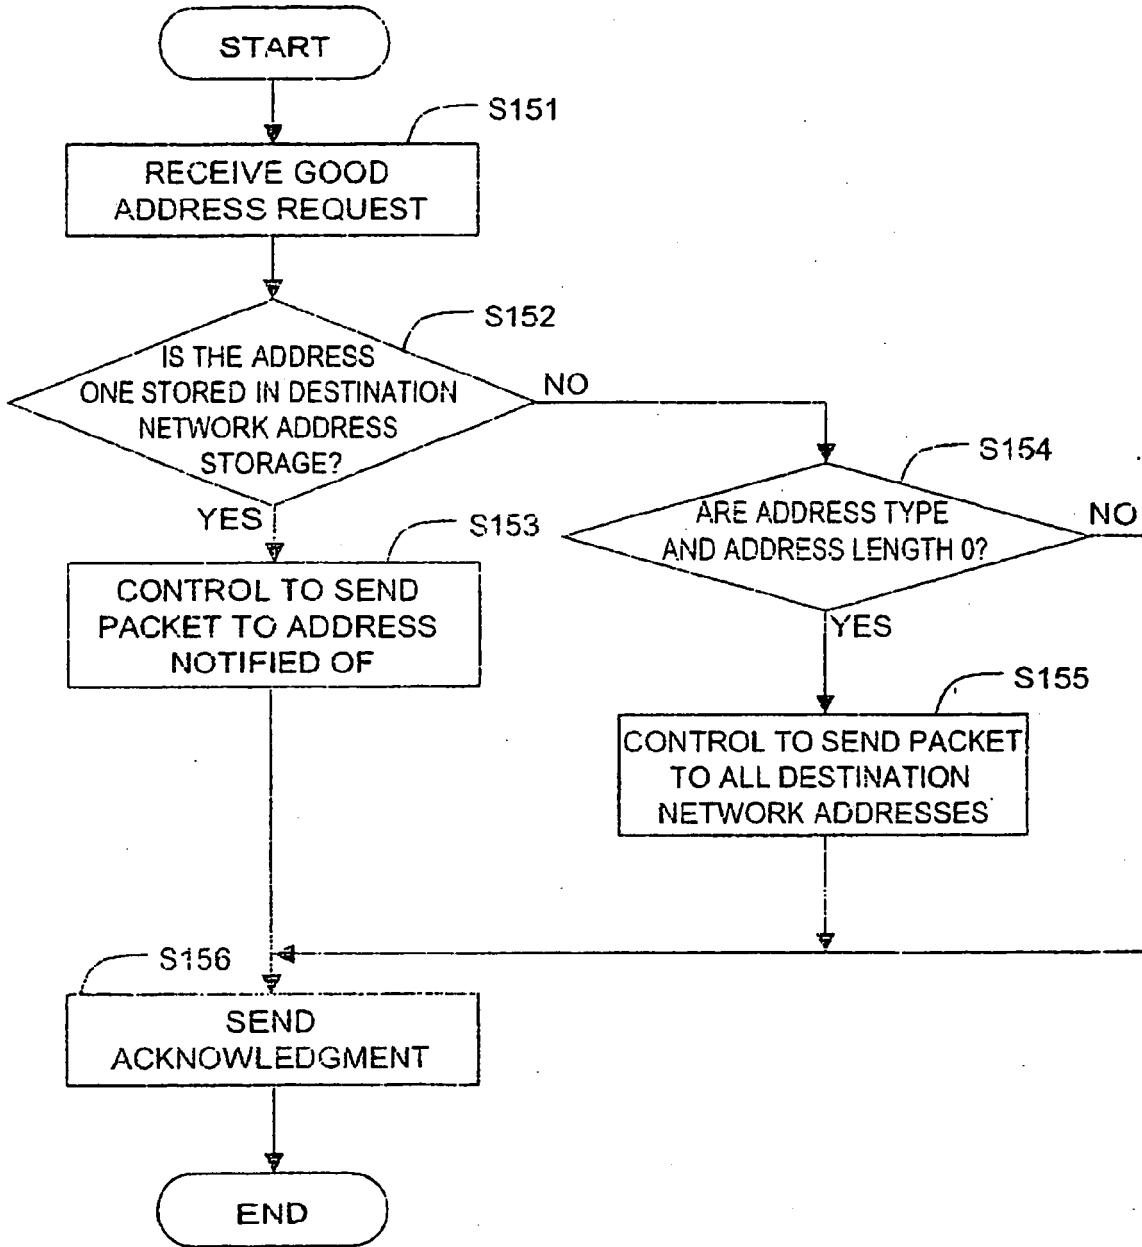 START
S151
RECEIVE GOOD
ADDRESS REQUEST
S152
IS THE ADDRESS
ONE STORED IN DESTINATION
NETWORK ADDRESS
STORAGE?
NO
YES
S153
CONTROL TO SEND
PACKET TO ADDRESS
NOTIFIED OF
S154
ARE ADDRESS TYPE
AND ADDRESS LENGTH 0?
NO
YES
S155
CONTROL TO SEND PACKET
TO ALL DESTINATION
NETWORK ADDRESSES
S156
SEND
ACKNOWLEDGMENT
END